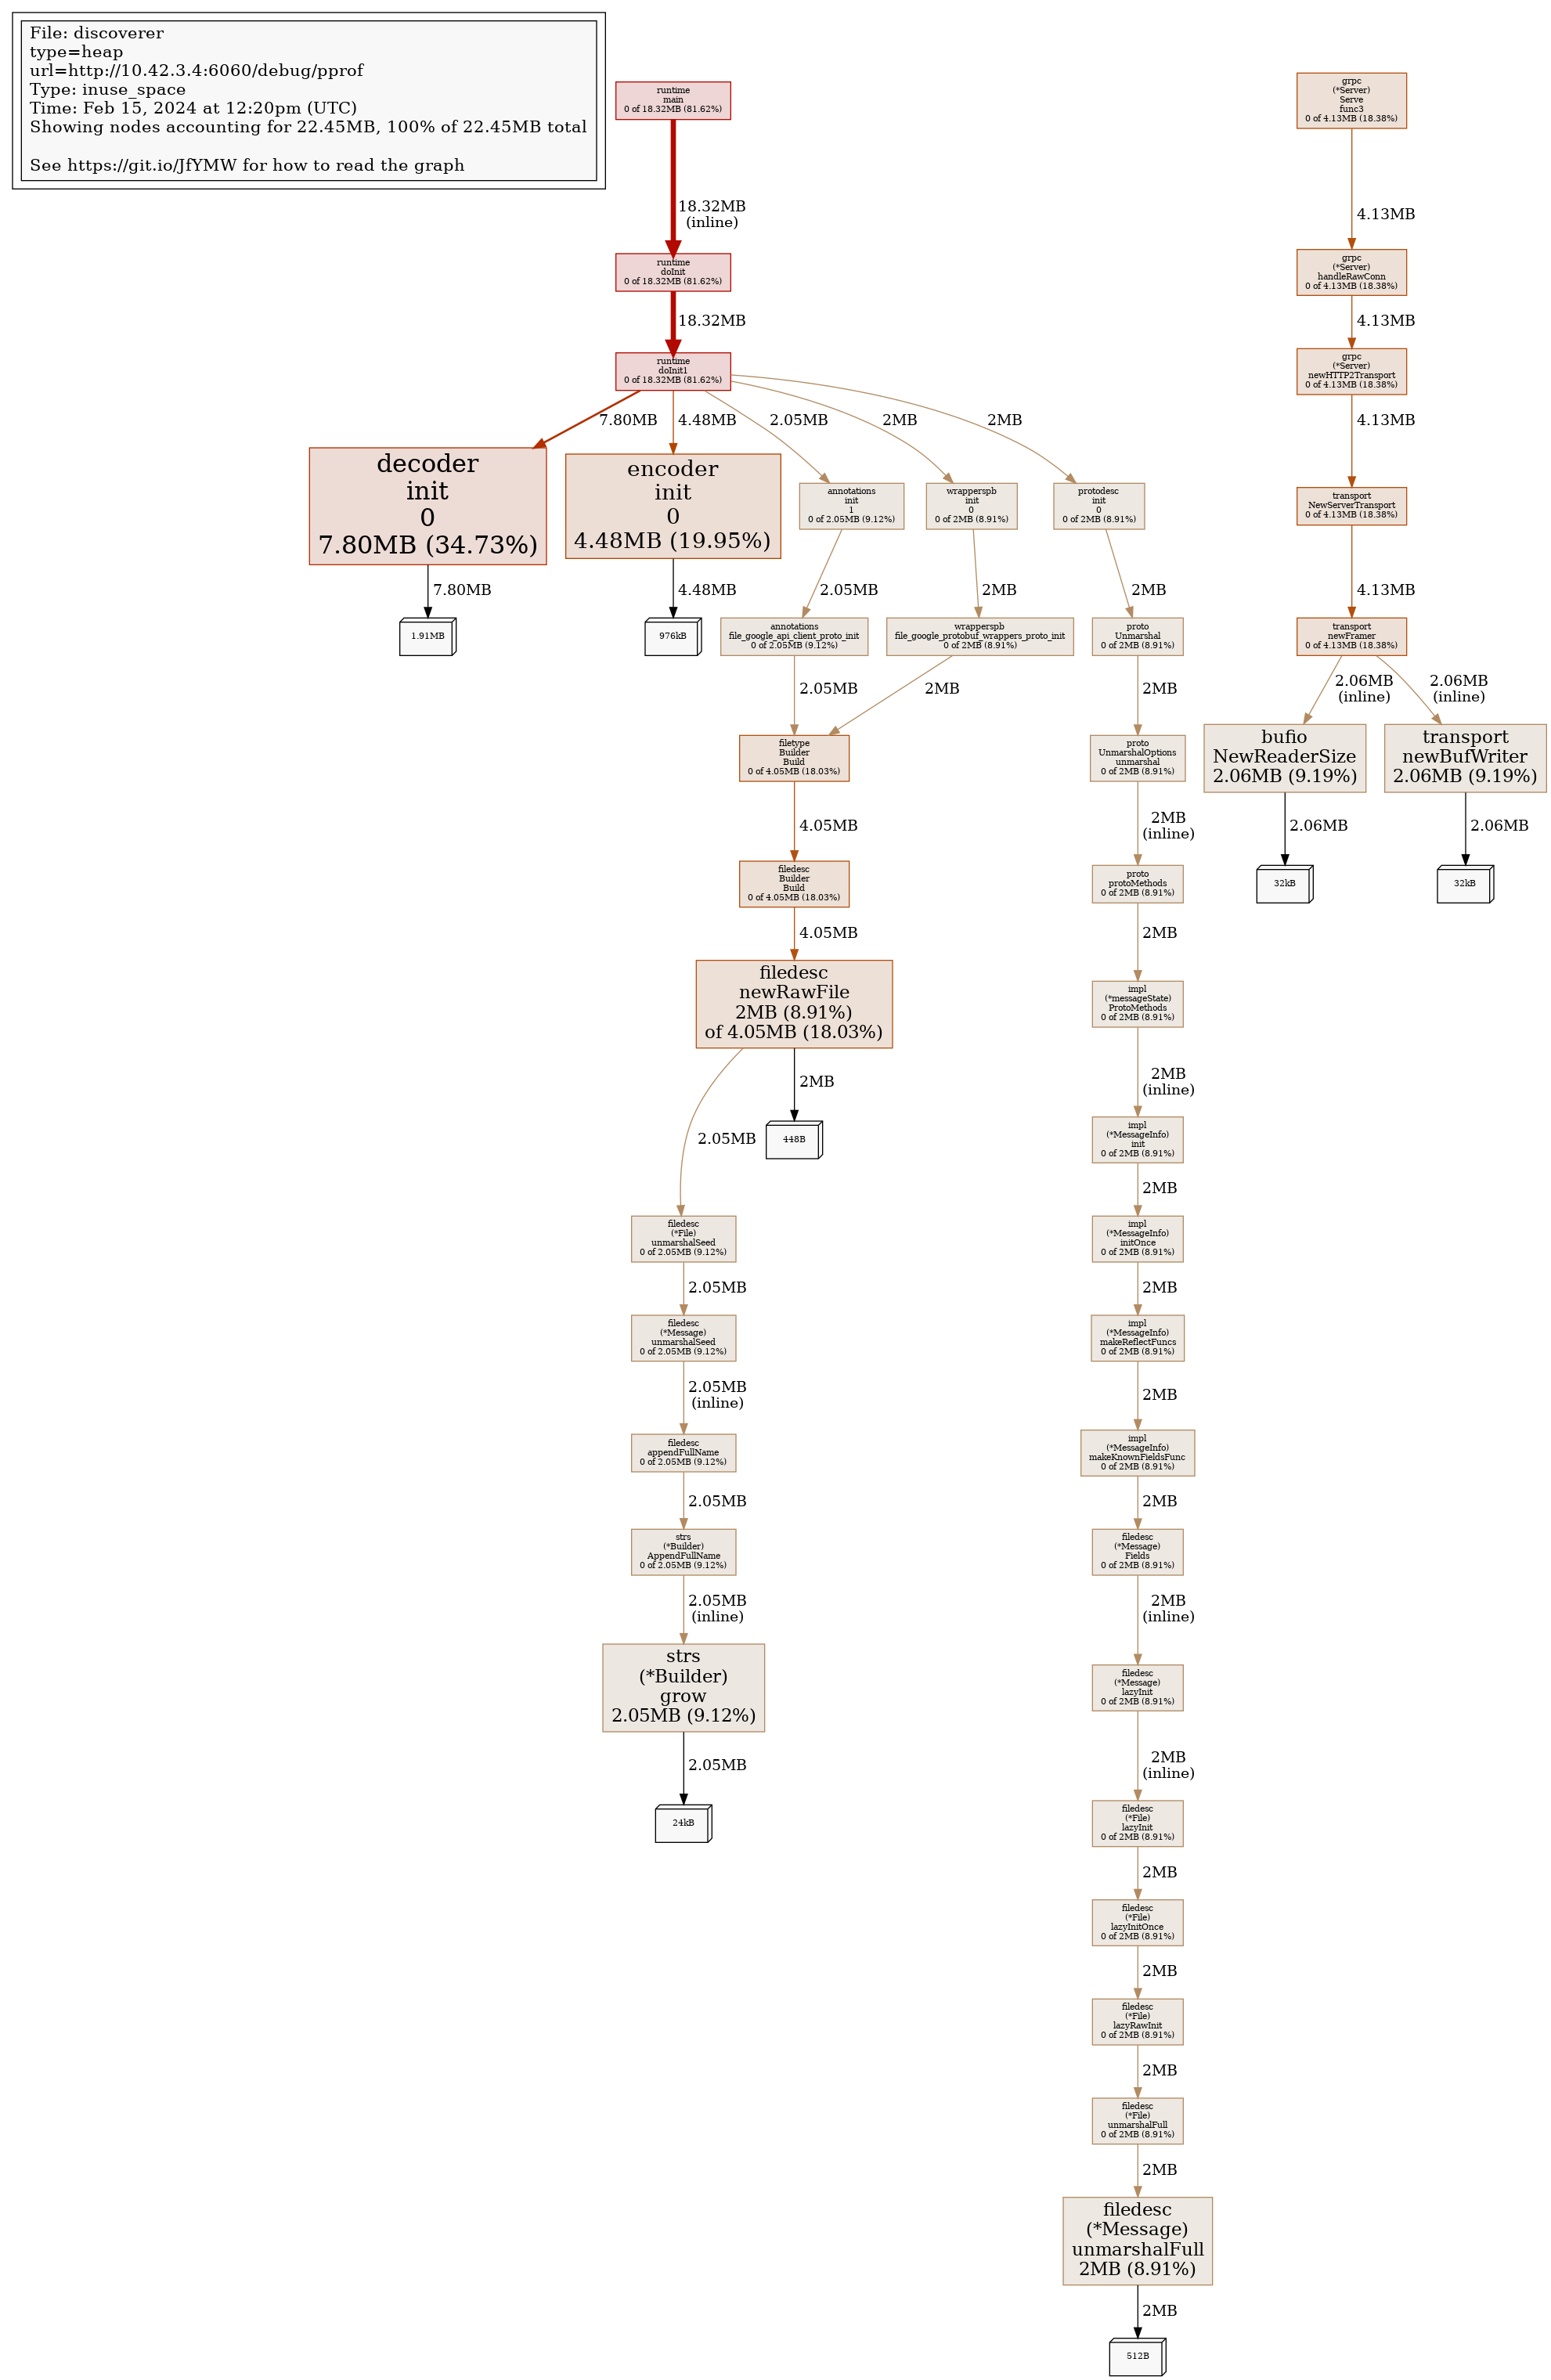 File: discoverer
type=heap
url=http://10.42.3.4:6060/debug/pprof
Type: inuse_space
Time: Feb 15, 2024 at 12:20pm (UTC)
Showing nodes accounting for 22.45MB, 100% of 22.45MB total
See https://git.io/JfYMW for how to read the graph
runtime
main
0 of 18.32MB (81.62%)
18.32MB
(inline)
runtime
doInit
0 of 18.32MB (81.62%)
18.32MB
runtime
doInit1
0 of 18.32MB (81.62%)
7.80MB
4.48MB
2.05MB
2MB
2MB
decoder
init
0
7.80MB (34.73%)
7.80MB
1.91MB
encoder
init
0
4.48MB (19.95%)
4.48MB
976kB
annotations
init
1
0 of 2.05MB (9.12%)
2.05MB
annotations
file_google_api_client_proto_init
0 of 2.05MB (9.12%)
2.05MB
wrapperspb
init
0
0 of 2MB (8.91%)
2MB
wrapperspb
file_google_protobuf_wrappers_proto_init
0 of 2MB (8.91%)
2MB
filetype
Builder
Build
0 of 4.05MB (18.03%)
4.05MB
filedesc
Builder
Build
0 of 4.05MB (18.03%)
4.05MB
filedesc
newRawFile
2MB (8.91%)
of 4.05MB (18.03%)
2MB
448B
2.05MB
filedesc
(*File)
unmarshalSeed
0 of 2.05MB (9.12%)
2.05MB
filedesc
(*Message)
unmarshalSeed
0 of 2.05MB (9.12%)
2.05MB
(inline)
filedesc
appendFullName
0 of 2.05MB (9.12%)
2.05MB
strs
(*Builder)
AppendFullName
0 of 2.05MB (9.12%)
2.05MB
(inline)
strs
(*Builder)
grow
2.05MB (9.12%)
2.05MB
24kB
protodesc
init
0
0 of 2MB (8.91%)
2MB
proto
Unmarshal
0 of 2MB (8.91%)
2MB
proto
UnmarshalOptions
unmarshal
0 of 2MB (8.91%)
2MB
(inline)
proto
protoMethods
0 of 2MB (8.91%)
2MB
impl
(*messageState)
ProtoMethods
0 of 2MB (8.91%)
2MB
(inline)
impl
(*MessageInfo)
init
0 of 2MB (8.91%)
2MB
impl
(*MessageInfo)
initOnce
0 of 2MB (8.91%)
2MB
impl
(*MessageInfo)
makeReflectFuncs
0 of 2MB (8.91%)
2MB
impl
(*MessageInfo)
makeKnownFieldsFunc
0 of 2MB (8.91%)
2MB
filedesc
(*Message)
Fields
0 of 2MB (8.91%)
2MB
(inline)
filedesc
(*Message)
lazyInit
0 of 2MB (8.91%)
2MB
(inline)
filedesc
(*File)
lazyInit
0 of 2MB (8.91%)
2MB
filedesc
(*File)
lazyInitOnce
0 of 2MB (8.91%)
2MB
filedesc
(*File)
lazyRawInit
0 of 2MB (8.91%)
2MB
filedesc
(*File)
unmarshalFull
0 of 2MB (8.91%)
2MB
filedesc
(*Message)
unmarshalFull
2MB (8.91%)
2MB
512B
grpc
(*Server)
Serve
func3
0 of 4.13MB (18.38%)
4.13MB
grpc
(*Server)
handleRawConn
0 of 4.13MB (18.38%)
4.13MB
grpc
(*Server)
newHTTP2Transport
0 of 4.13MB (18.38%)
4.13MB
transport
NewServerTransport
0 of 4.13MB (18.38%)
4.13MB
transport
newFramer
0 of 4.13MB (18.38%)
2.06MB
(inline)
2.06MB
(inline)
bufio
NewReaderSize
2.06MB (9.19%)
2.06MB
32kB
transport
newBufWriter
2.06MB (9.19%)
2.06MB
32kB